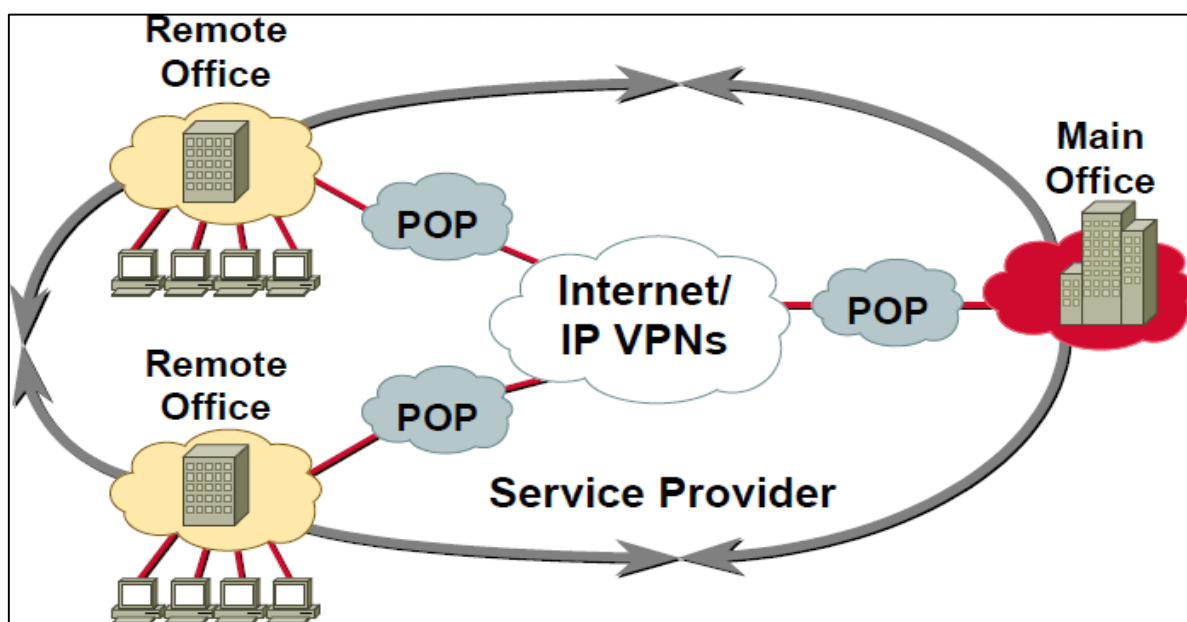 Remote
Office
POP
Main
Office
Internet/
IP VPNs
POP
Remote
Office
POP
Service Provider